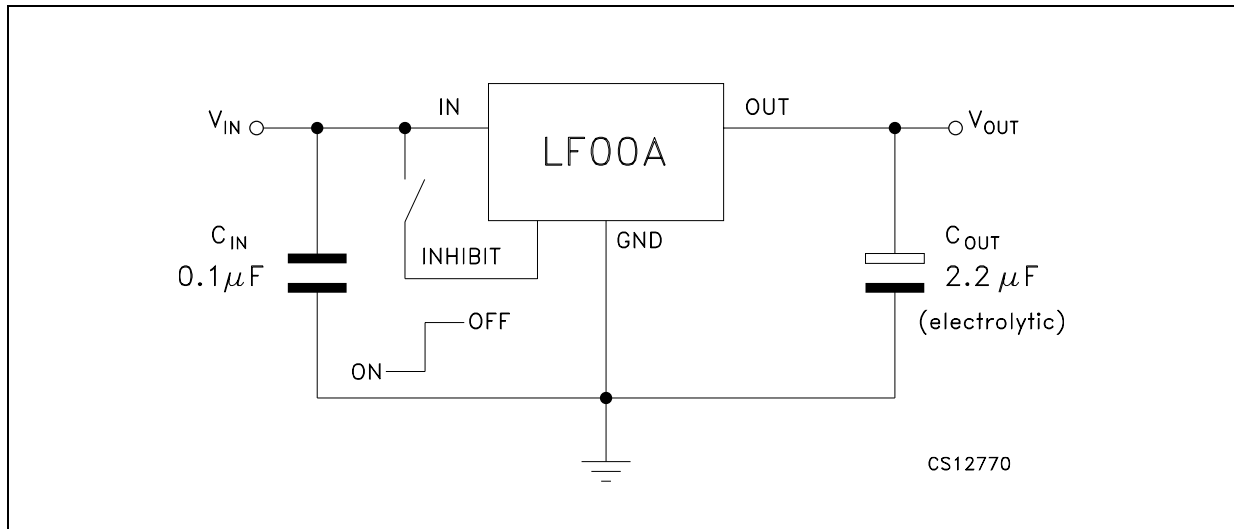 IN
OUT
V_IN
LF00A
V_OUT
GND
C_IN
0.1μF
INHIBIT
C_OUT
2.2 μF
(electrolytic)
OFF
ON
CS12770